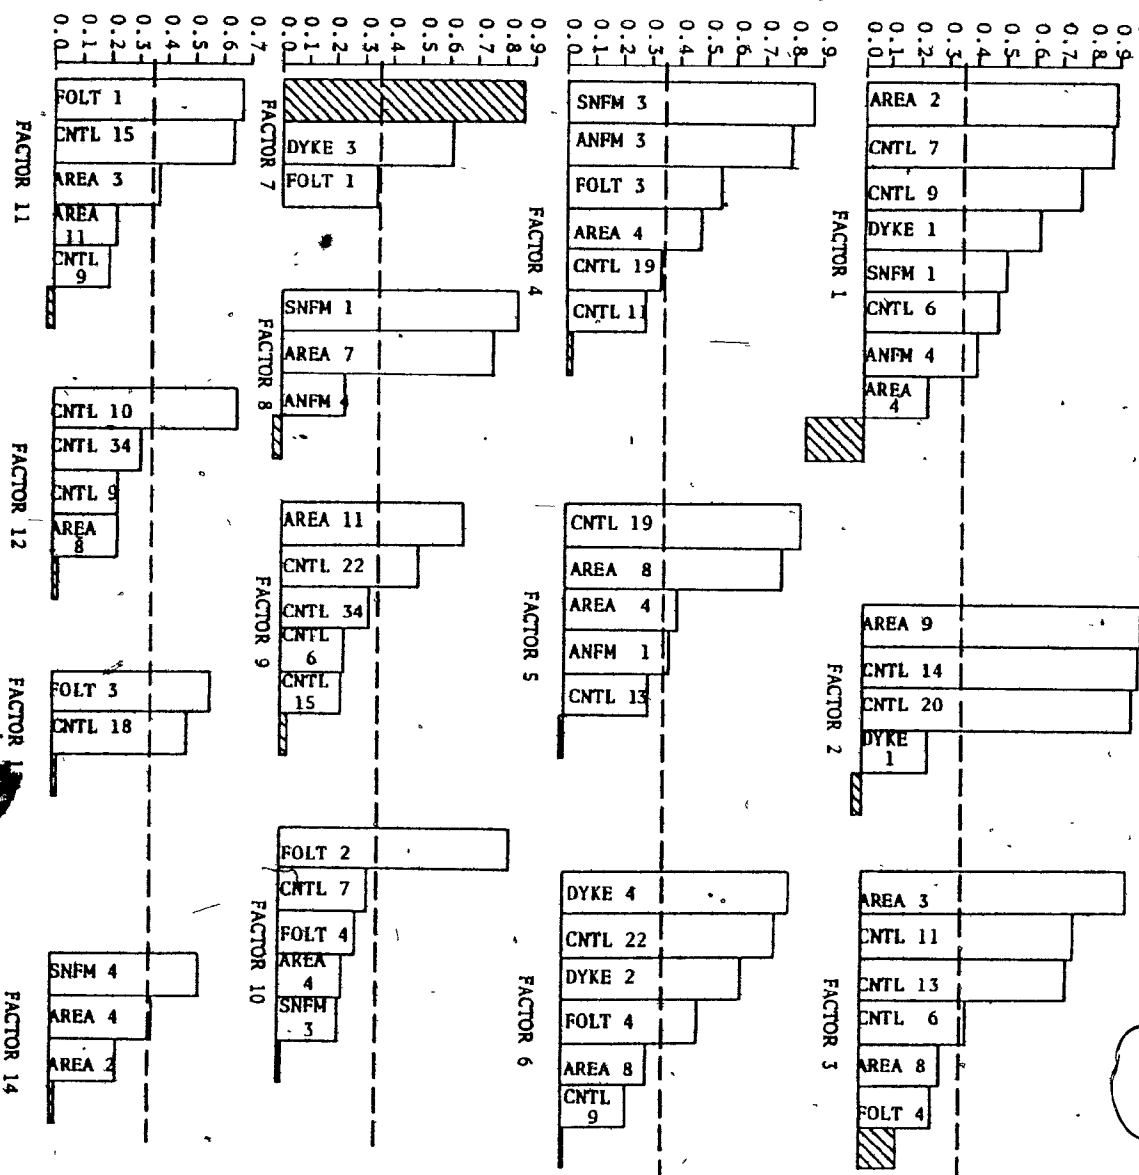 0.0 0.1 0.2 0.3 0.4 0.5 0.6 0.7
FOLT 1
CNTL 15
AREA 3
AREA 11
CNTL 9
FACTOR 11
CNTL 10
CNTL 34
CNTL 9
AREA 8
FACTOR 12
FOLT 3
CNTL 18
FACTOR
SNFM 4
AREA 4
AREA 2
FACTOR 14
0.0 0.1 0.2 0.3 0.4 0.5 0.6 0.7 0.8 0.9
DYKE 3
FOLT 1
FACTOR 7
SNFM 1
AREA 7
ANFM 4
FACTOR 8
AREA 11
CNTL 22
CNTL 34
CNTL 6
CNTL 15
FACTOR 9
FOLT 2
CNTL 7
FOLT 4
AREA 4
SNFM 3
FACTOR 10
0.0 0.1 0.2 0.3 0.4 0.5 0.6 0.7 0.8 0.9
SNFM 3
ANFM 3
FOLT 3
AREA 4
CNTL 19
CNTL 11
FACTOR 4
CNTL 19
AREA 8
AREA 4
ANFM 1
CNTL 13
FACTOR 5
DYKE 4
CNTL 22
DYKE 2
FOLT 4
AREA 8
CNTL 9
FACTOR 6
0.0 0.1 0.2 0.3 0.4 0.5 0.6 0.7 0.8 0.9
AREA 2
CNTL 7
CNTL 9
DYKE 1
SNFM 1
CNTL 6
ANFM 4
AREA 4
FACTOR 1
AREA 9
CNTL 14
CNTL 20
DYKE 1
FACTOR 2
AREA 3
CNTL 11
CNTL 13
CNTL 6
AREA 8
FOLT 4
FACTOR 3